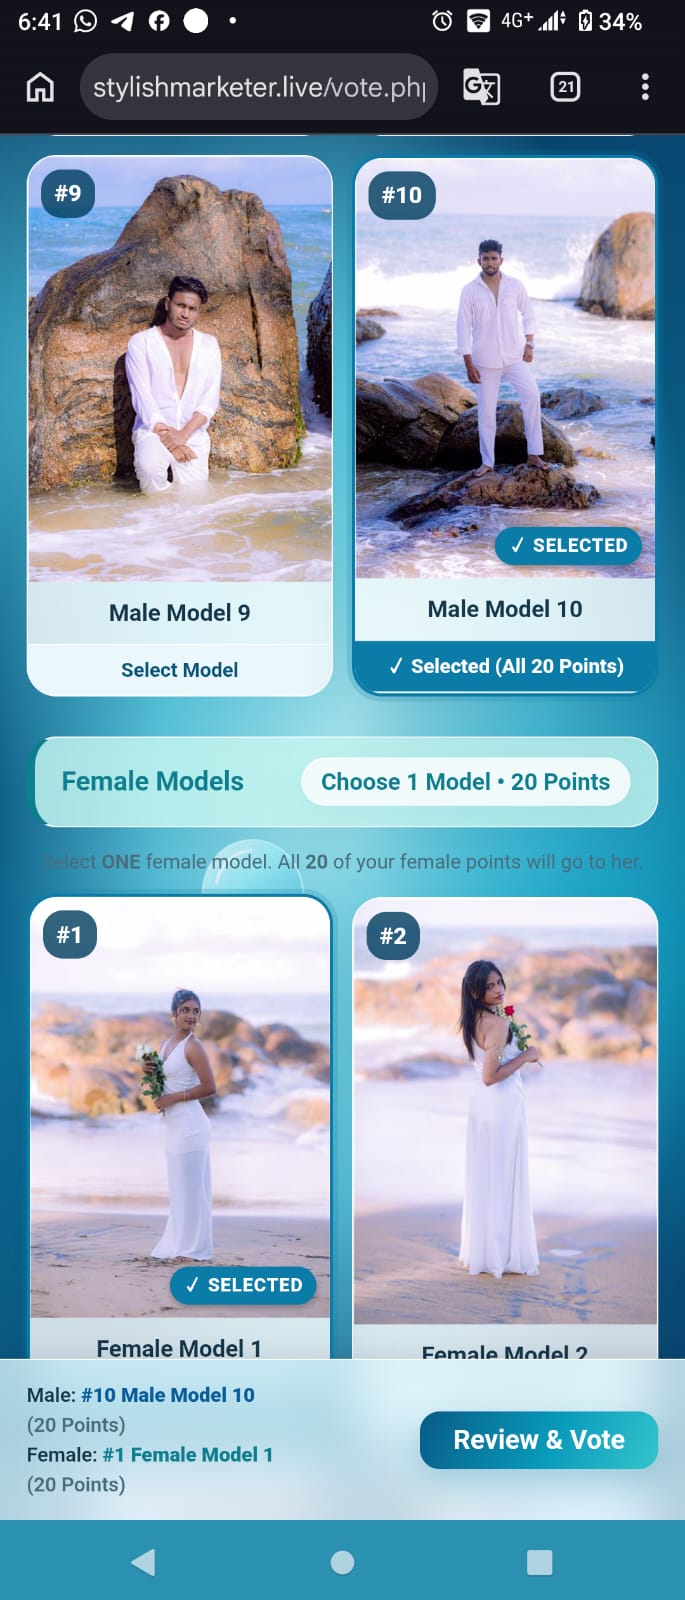 6:41 4G+ 34%
stylishmarketer.live/vote.php
21
#9
#10
✓ SELECTED
Male Model 9
Male Model 10
Select Model
✓ Selected (All 20 Points)
Female Models
Choose 1 Model • 20 Points
Select ONE female model. All 20 of your female points will go to her.
#1
#2
✓ SELECTED
Female Model 1
Female Model 2
Male: #10 Male Model 10
(20 Points)
Female: #1 Female Model 1
(20 Points)
Review & Vote